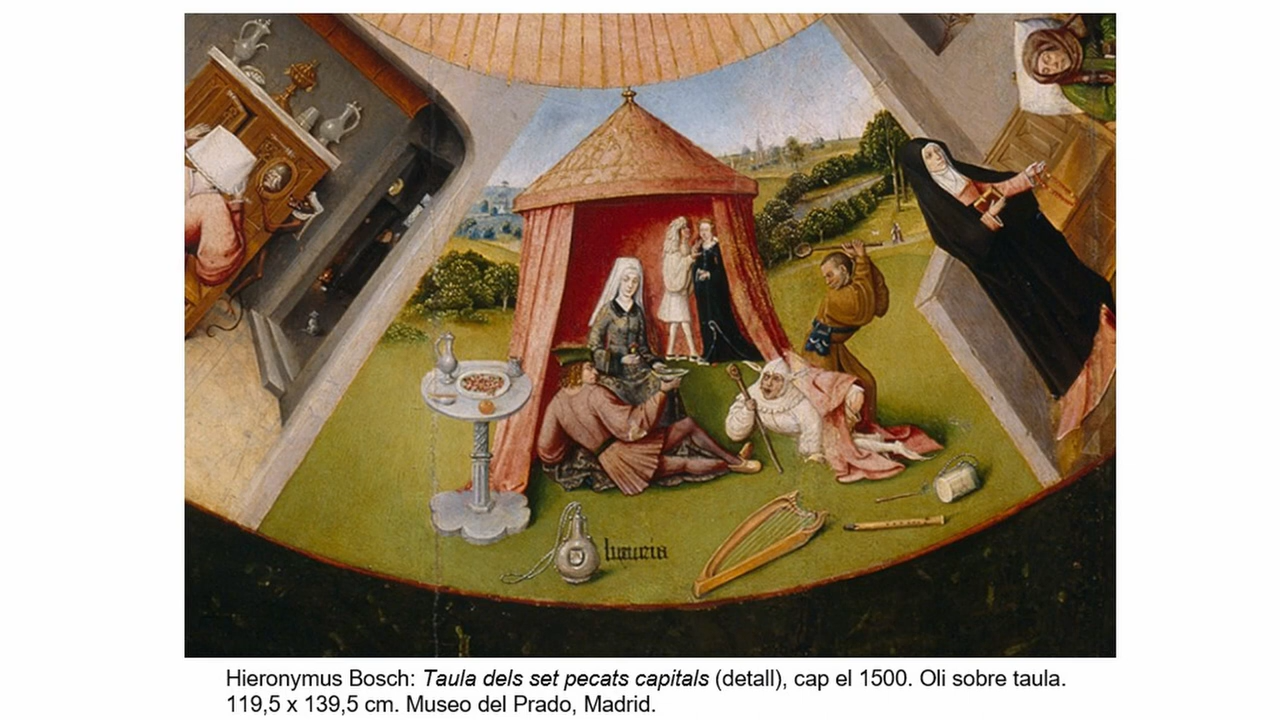 luxuria
Hieronymus Bosch: Taula dels set pecats capitals (detall), cap el 1500. Oli sobre taula.
119,5 x 139,5 cm. Museo del Prado, Madrid.